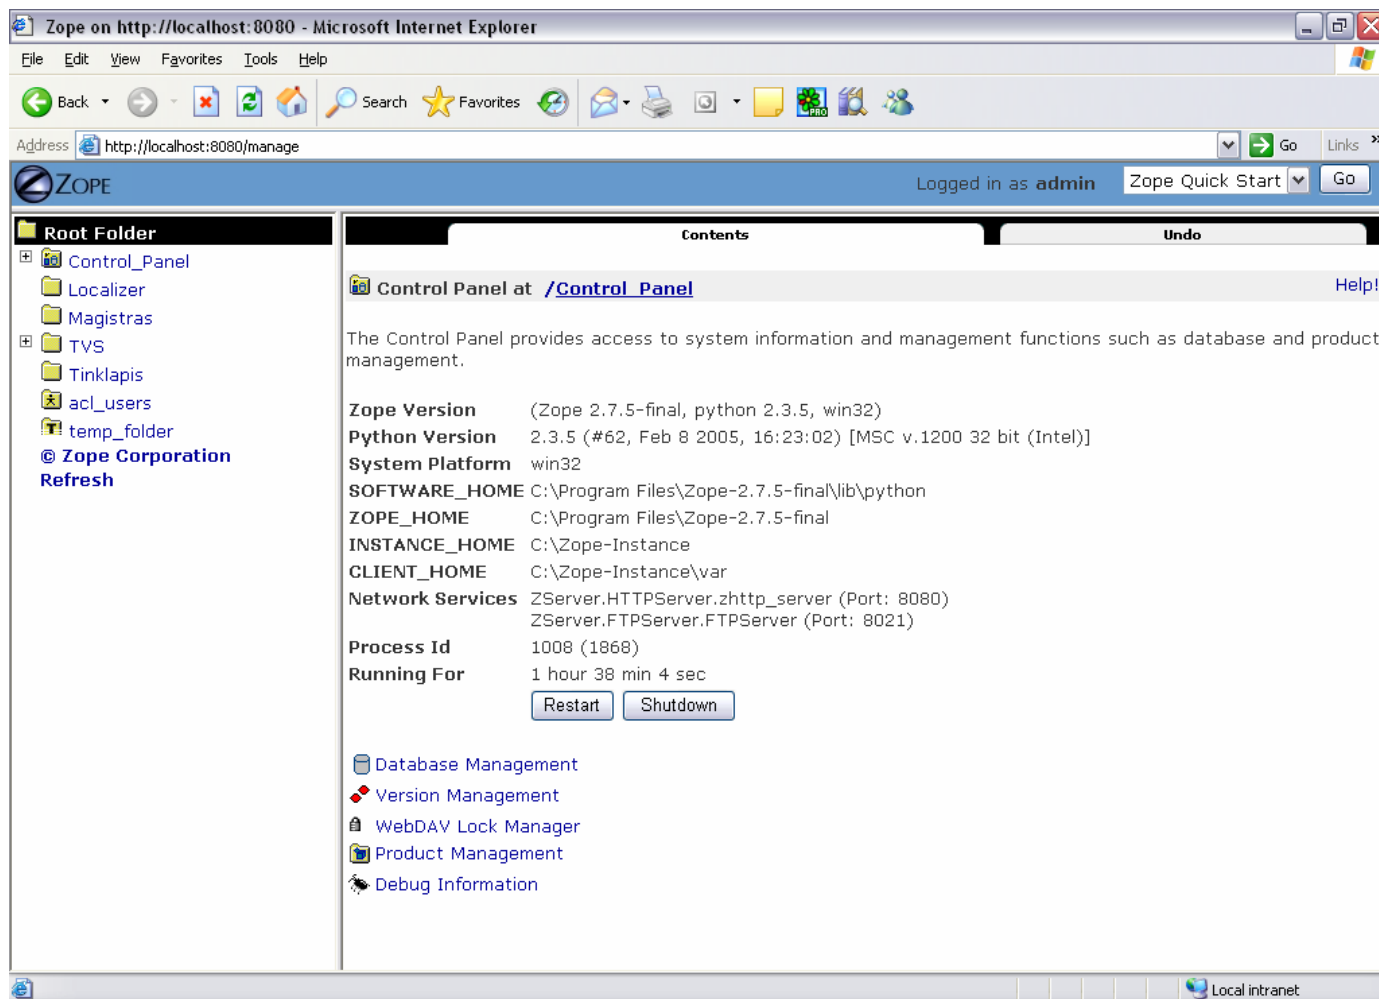 Zope on http://localhost:8080 - Microsoft Internet Explorer
File Edit View Favorites Tools Help
Back Search Favorites PRO
Address http://localhost:8080/manage Go Links »
ZOPE Logged in as admin Zope Quick Start Go
Root Folder
Control_Panel
Localizer
Magistras
TVS
Tinklapis
acl_users
temp_folder
© Zope Corporation
Refresh
Contents Undo
Control Panel at /Control_Panel Help!
The Control Panel provides access to system information and management functions such as database and product
management.
Zope Version (Zope 2.7.5-final, python 2.3.5, win32)
Python Version 2.3.5 (#62, Feb 8 2005, 16:23:02) [MSC v.1200 32 bit (Intel)]
System Platform win32
SOFTWARE_HOME C:\Program Files\Zope-2.7.5-final\lib\python
ZOPE_HOME C:\Program Files\Zope-2.7.5-final
INSTANCE_HOME C:\Zope-Instance
CLIENT_HOME C:\Zope-Instance\var
Network Services ZServer.HTTPServer.zhttp_server (Port: 8080)
ZServer.FTPServer.FTPServer (Port: 8021)
Process Id 1008 (1868)
Running For 1 hour 38 min 4 sec
Restart Shutdown
Database Management
Version Management
WebDAV Lock Manager
Product Management
Debug Information
Local intranet